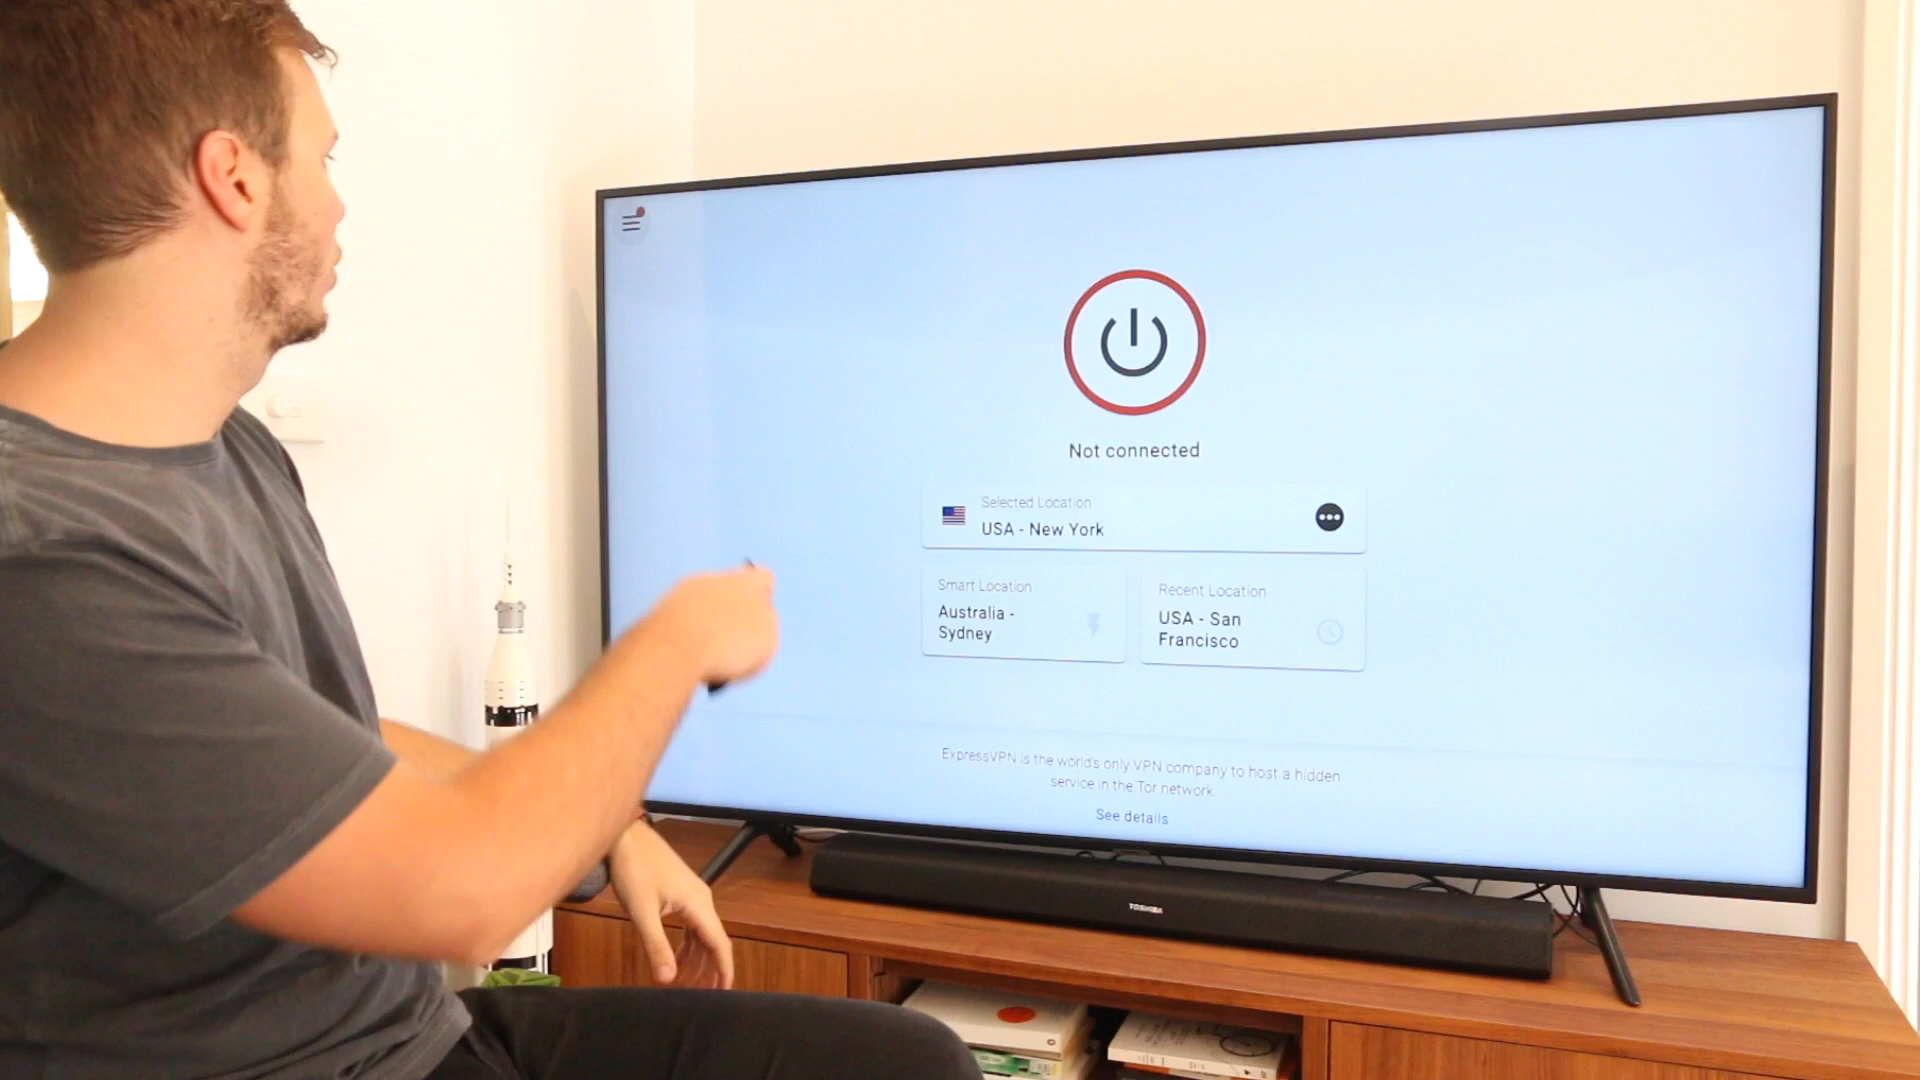 Not connected
Selected Location
USA - New York
Smart Location
Australia -
Sydney
Recent Location
USA - San
Francisco
ExpressVPN is the world's only VPN company to host a hidden
service in the Tor network.
See details
TOSHIBA